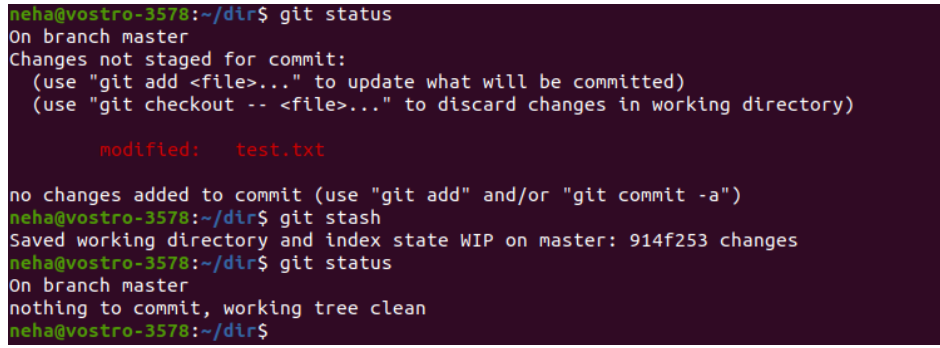 neha@vostro-3578:~/dir$ git status
On branch master
Changes not staged for commit:
  (use "git add <file>..." to update what will be committed)
  (use "git checkout -- <file>..." to discard changes in working directory)
        modified:   test.txt
no changes added to commit (use "git add" and/or "git commit -a")
neha@vostro-3578:~/dir$ git stash
Saved working directory and index state WIP on master: 914f253 changes
neha@vostro-3578:~/dir$ git status
On branch master
nothing to commit, working tree clean
neha@vostro-3578:~/dir$